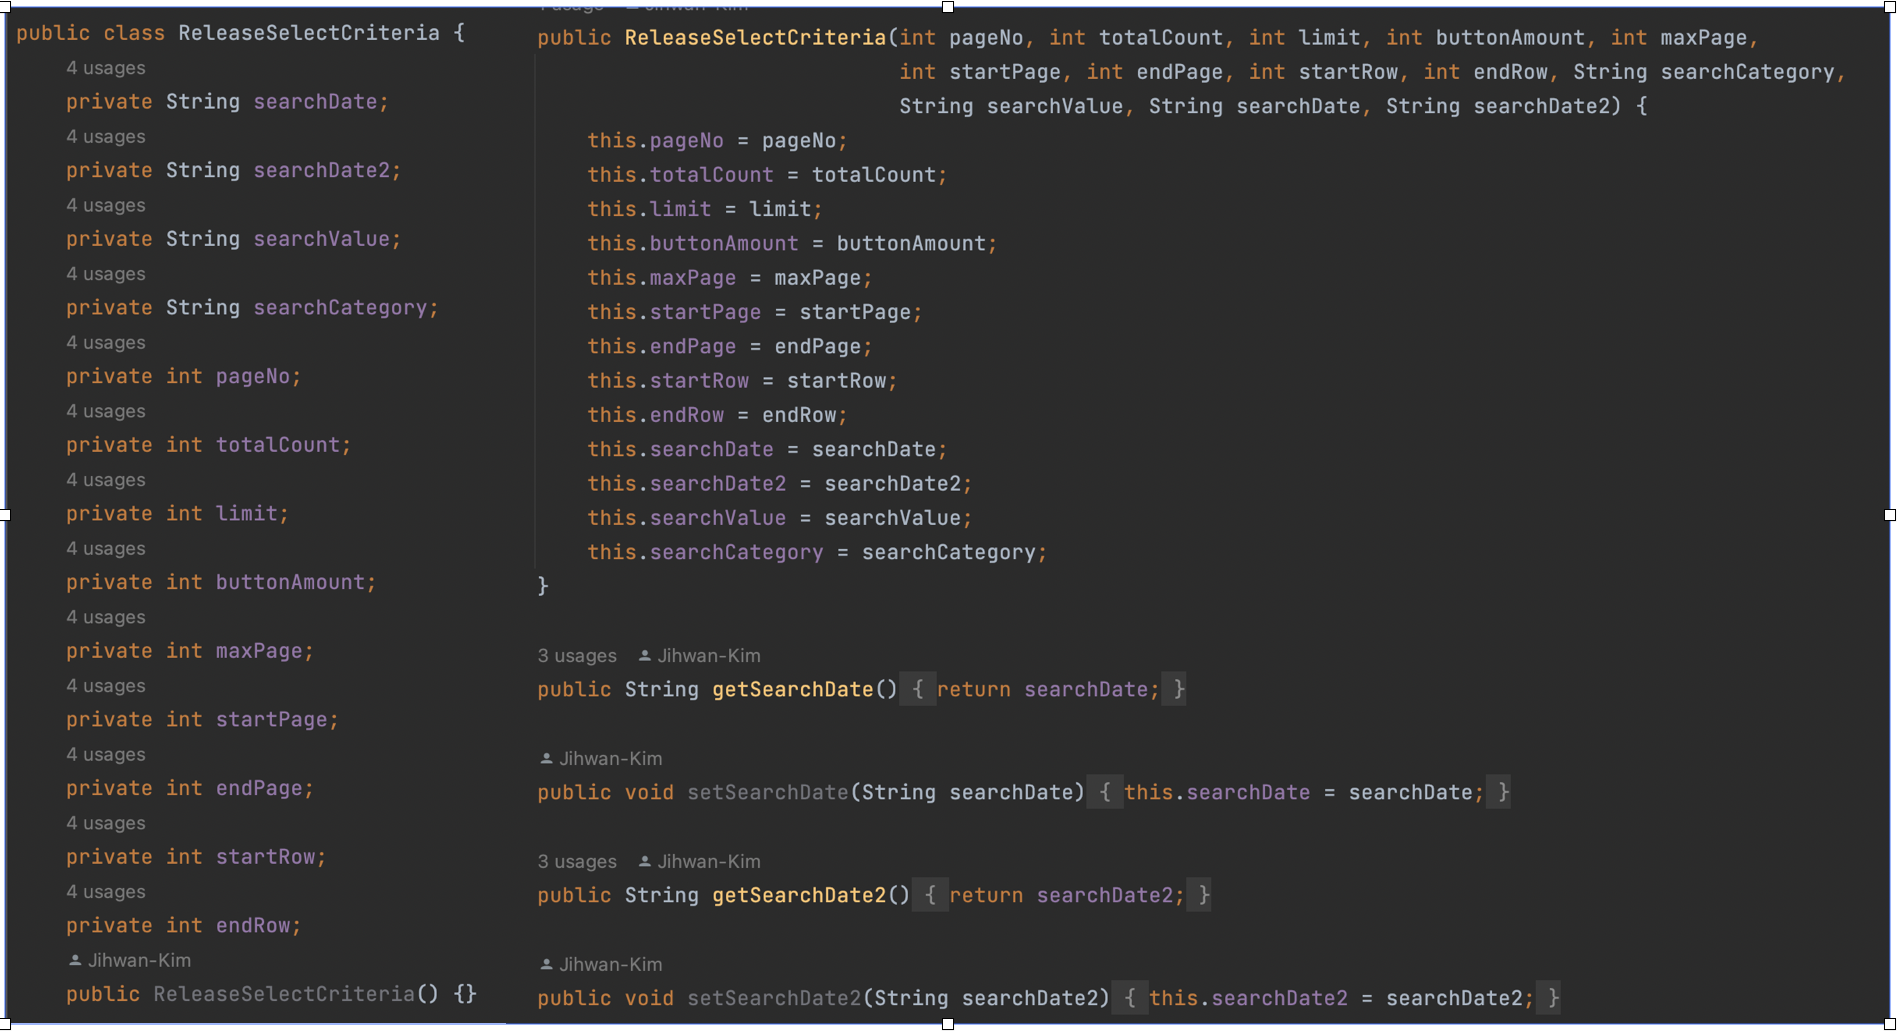 public class ReleaseSelectCriteria {
4 usages
private String searchDate;
4 usages
private String searchDate2;
4 usages
private String searchValue;
4 usages
private String searchCategory;
4 usages
private int pageNo;
4 usages
private int totalCount;
4 usages
private int limit;
4 usages
private int buttonAmount;
4 usages
private int maxPage;
4 usages
private int startPage;
4 usages
private int endPage;
4 usages
private int startRow;
4 usages
private int endRow;
Jihwan-Kim
public ReleaseSelectCriteria() {}
usage Jihwan-Kim
public ReleaseSelectCriteria(int pageNo, int totalCount, int limit, int buttonAmount, int maxPage,
int startPage, int endPage, int startRow, int endRow, String searchCategory,
String searchValue, String searchDate, String searchDate2) {
this.pageNo = pageNo;
this.totalCount = totalCount;
this.limit = limit;
this.buttonAmount = buttonAmount;
this.maxPage = maxPage;
this.startPage = startPage;
this.endPage = endPage;
this.startRow = startRow;
this.endRow = endRow;
this.searchDate = searchDate;
this.searchDate2 = searchDate2;
this.searchValue = searchValue;
this.searchCategory = searchCategory;
}
3 usages Jihwan-Kim
public String getSearchDate() { return searchDate; }
Jihwan-Kim
public void setSearchDate(String searchDate) { this.searchDate = searchDate; }
3 usages Jihwan-Kim
public String getSearchDate2() { return searchDate2; }
Jihwan-Kim
public void setSearchDate2(String searchDate2) { this.searchDate2 = searchDate2; }